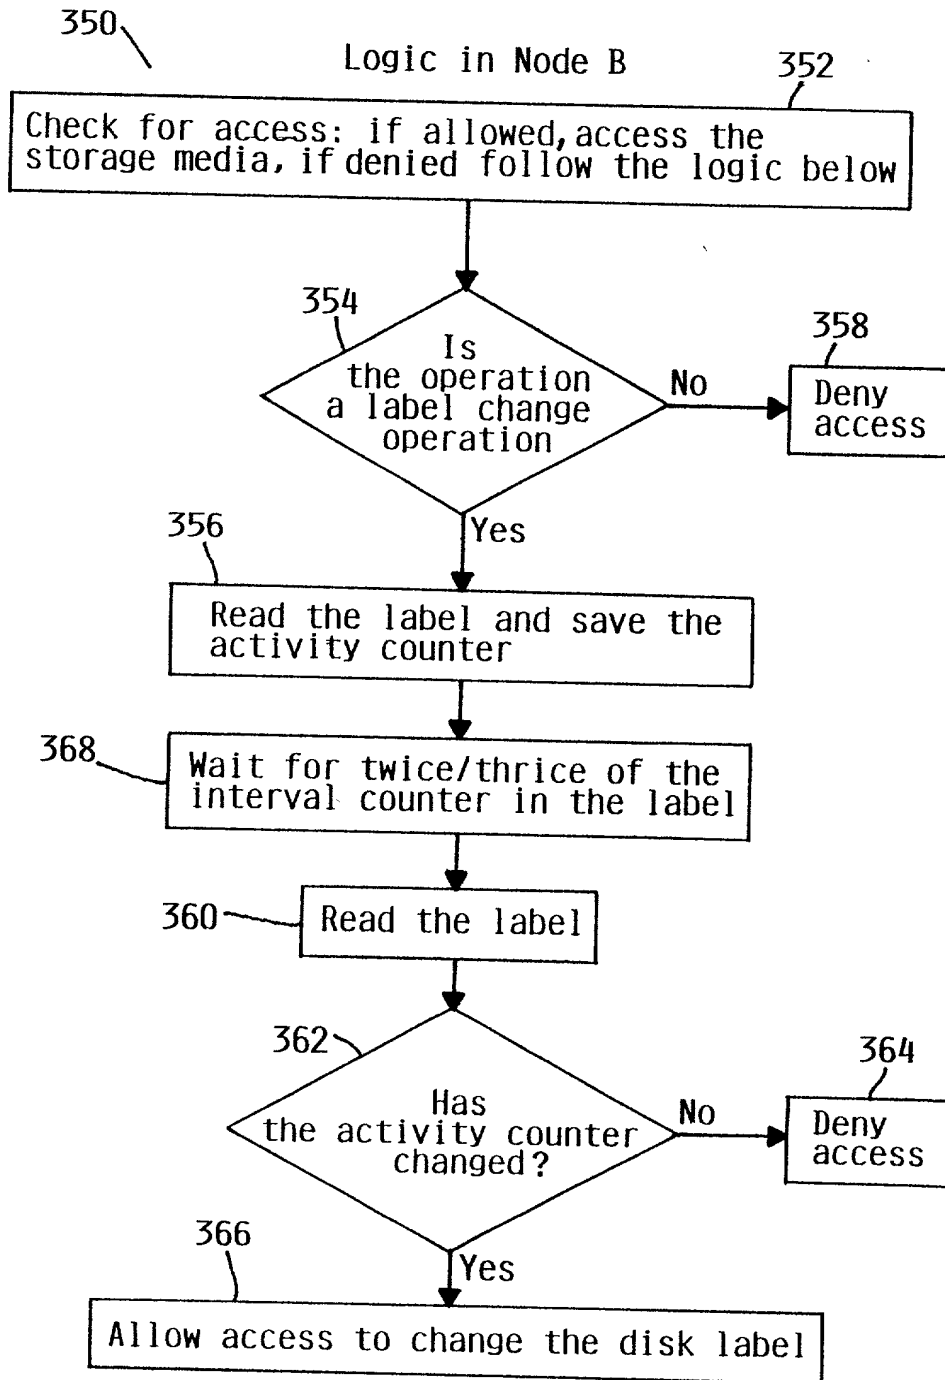 350
Logic in Node B
352
Check for access: if allowed, access the
storage media, if denied follow the logic below
354
Is
the operation
a label change
operation
No
358
Deny
access
Yes
356
Read the label and save the
activity counter
368
Wait for twice/thrice of the
interval counter in the label
360
Read the label
362
Has
the activity counter
changed?
No
364
Deny
access
Yes
366
Allow access to change the disk label